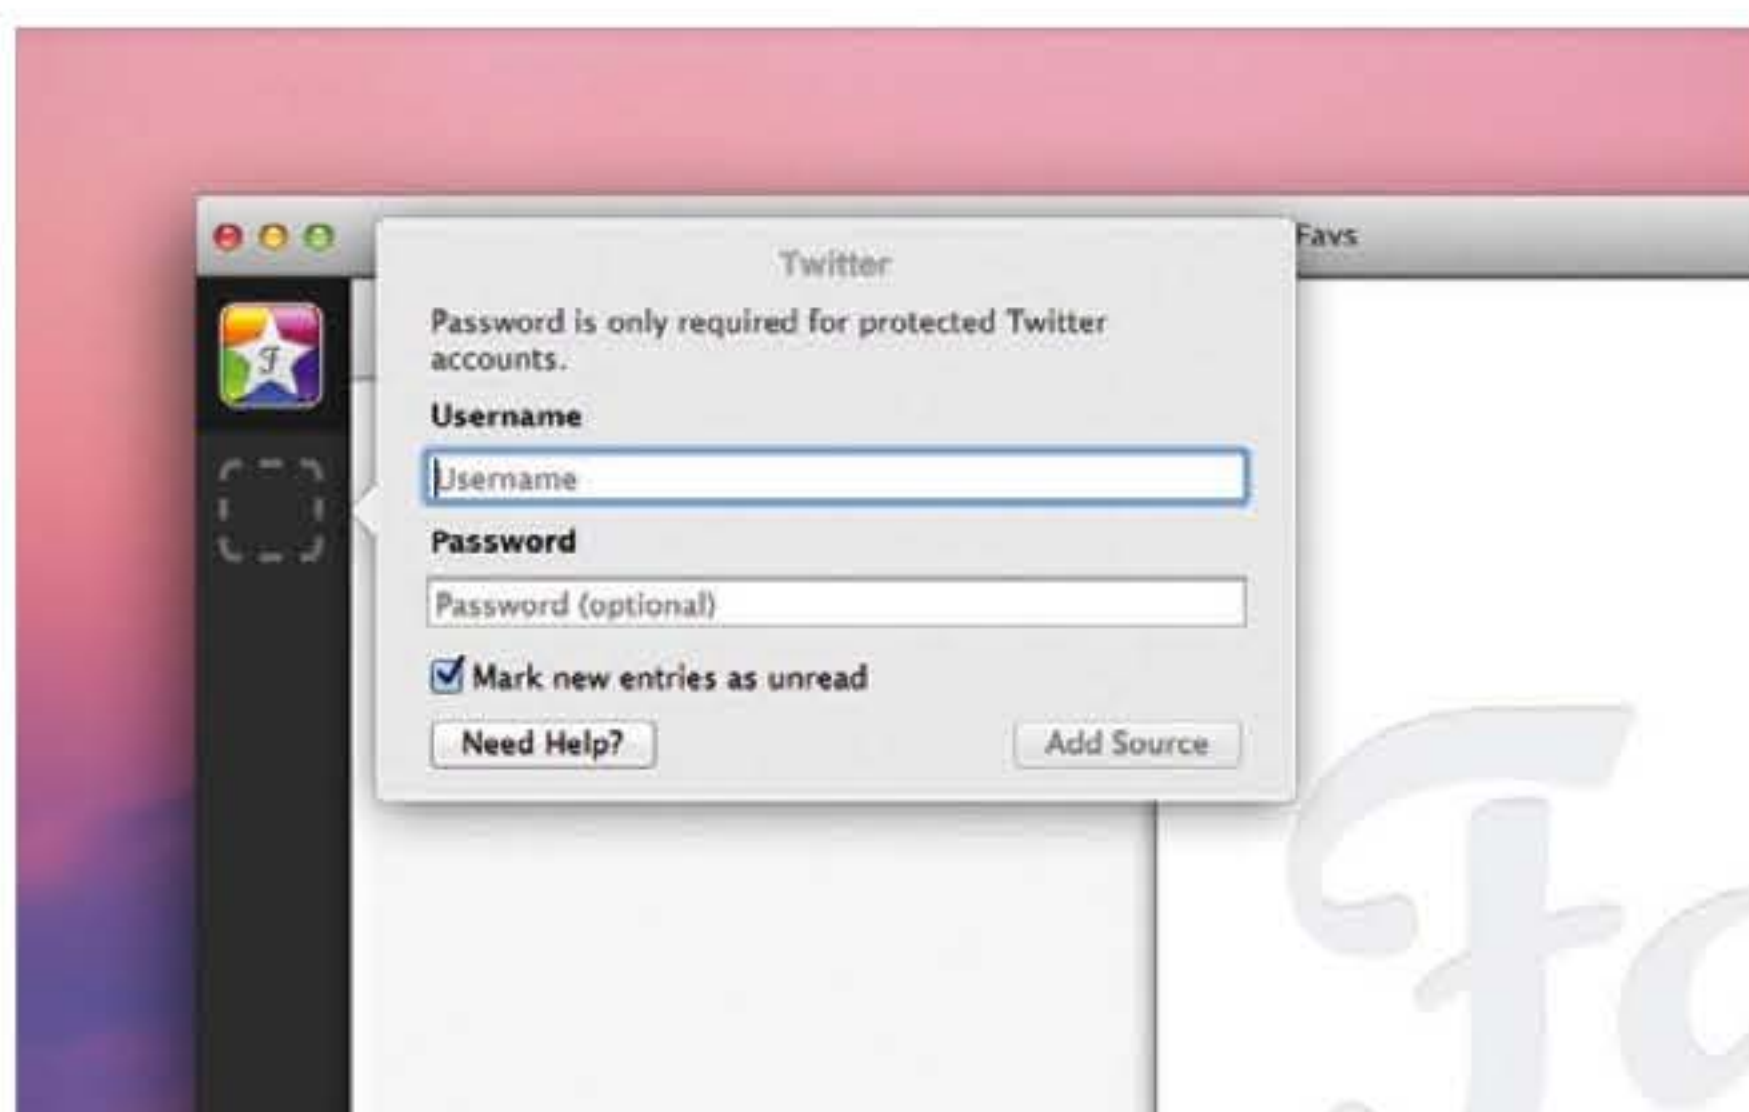 Favs
Twitter
Password is only required for protected Twitter
accounts.
Username
Username
Password
Password (optional)
Mark new entries as unread
Need Help?
Add Source
F
Fa